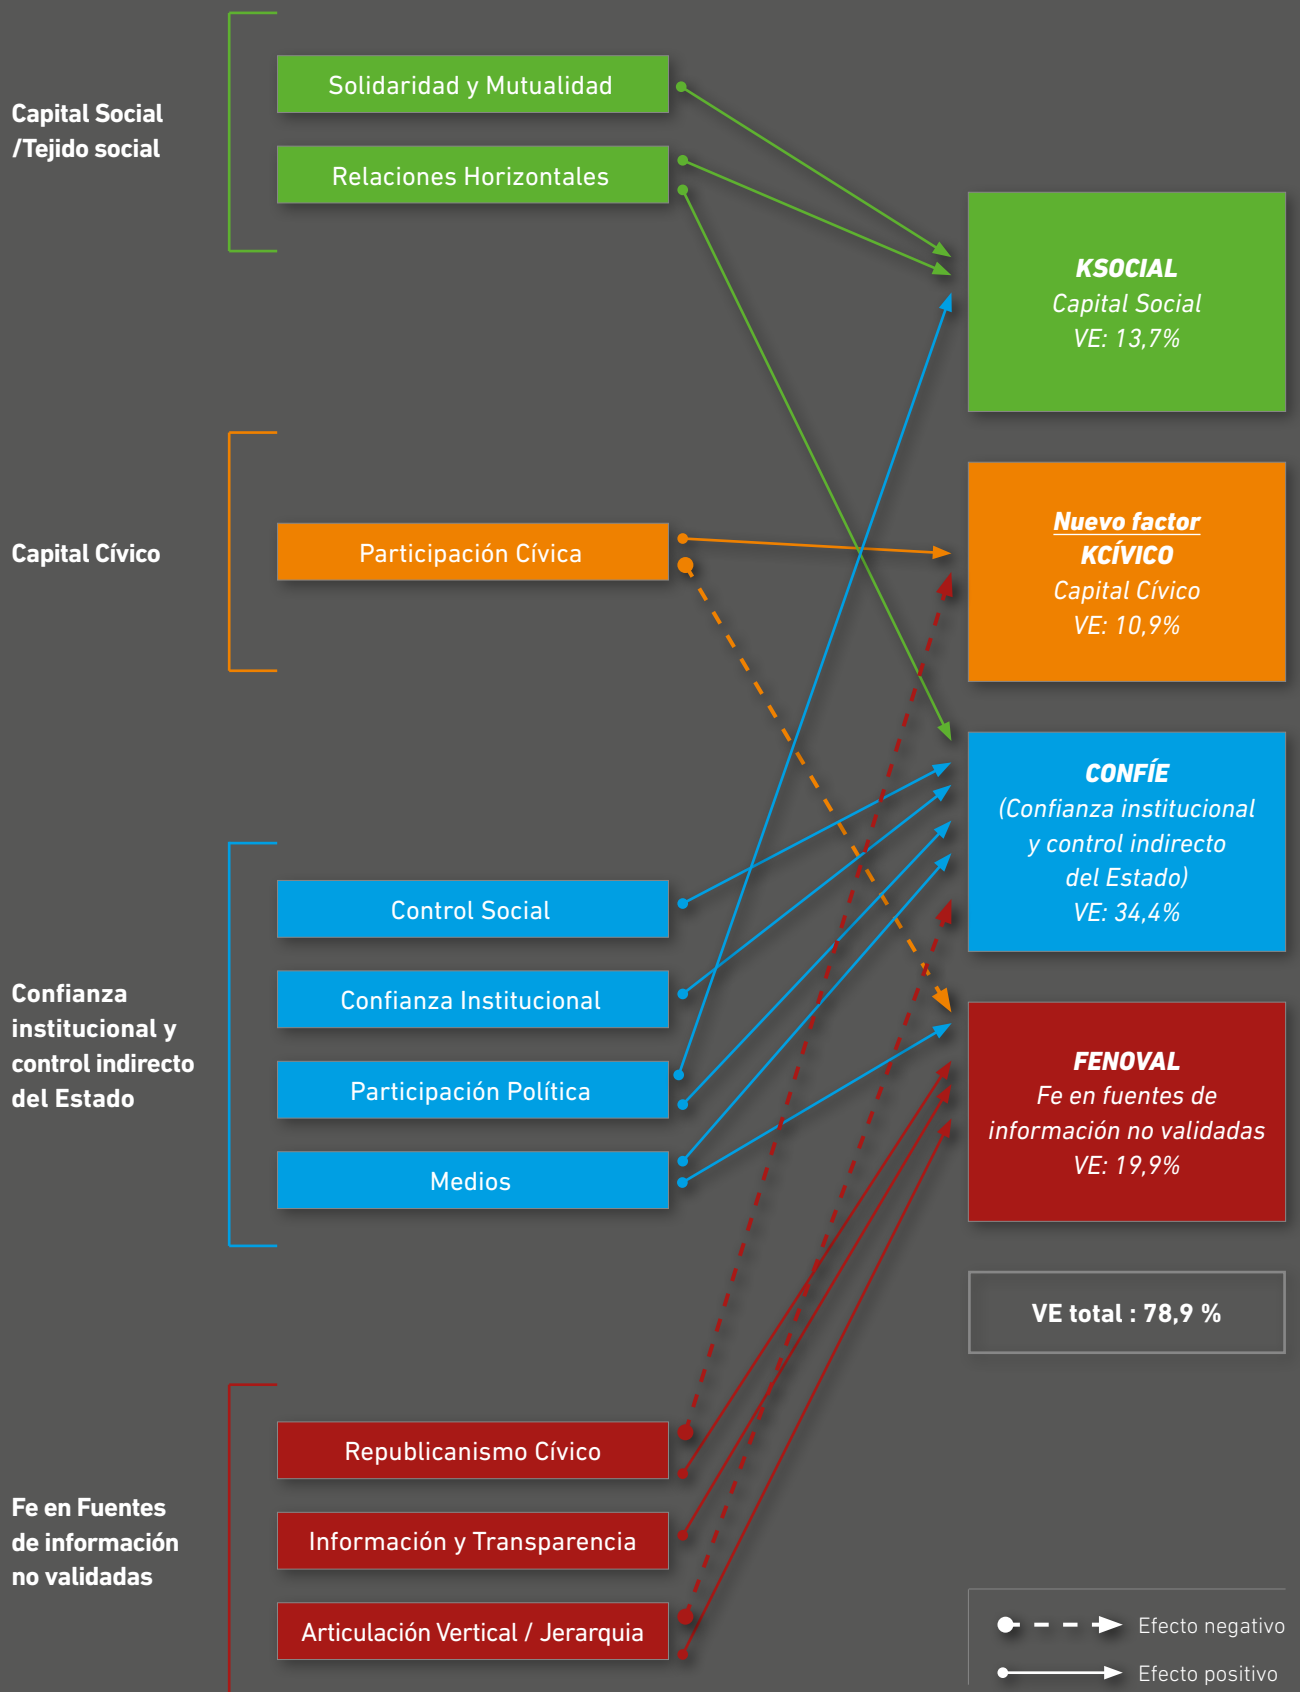 Capital Social
/Tejido social
Solidaridad y Mutualidad
Relaciones Horizontales
KSOCIAL
Capital Social
VE: 13,7%
Capital Cívico
Participación Cívica
Nuevo factor
KCÍVICO
Capital Cívico
VE: 10,9%
Confianza
institucional y
control indirecto
del Estado
Control Social
Confianza Institucional
Participación Política
Medios
CONFÍE
(Confianza institucional
y control indirecto
del Estado)
VE: 34,4%
FENOVAL
Fe en fuentes de
información no validadas
VE: 19,9%
VE total : 78,9 %
Fe en Fuentes
de información
no validadas
Republicanismo Cívico
Información y Transparencia
Articulación Vertical / Jerarquia
Efecto negativo
Efecto positivo